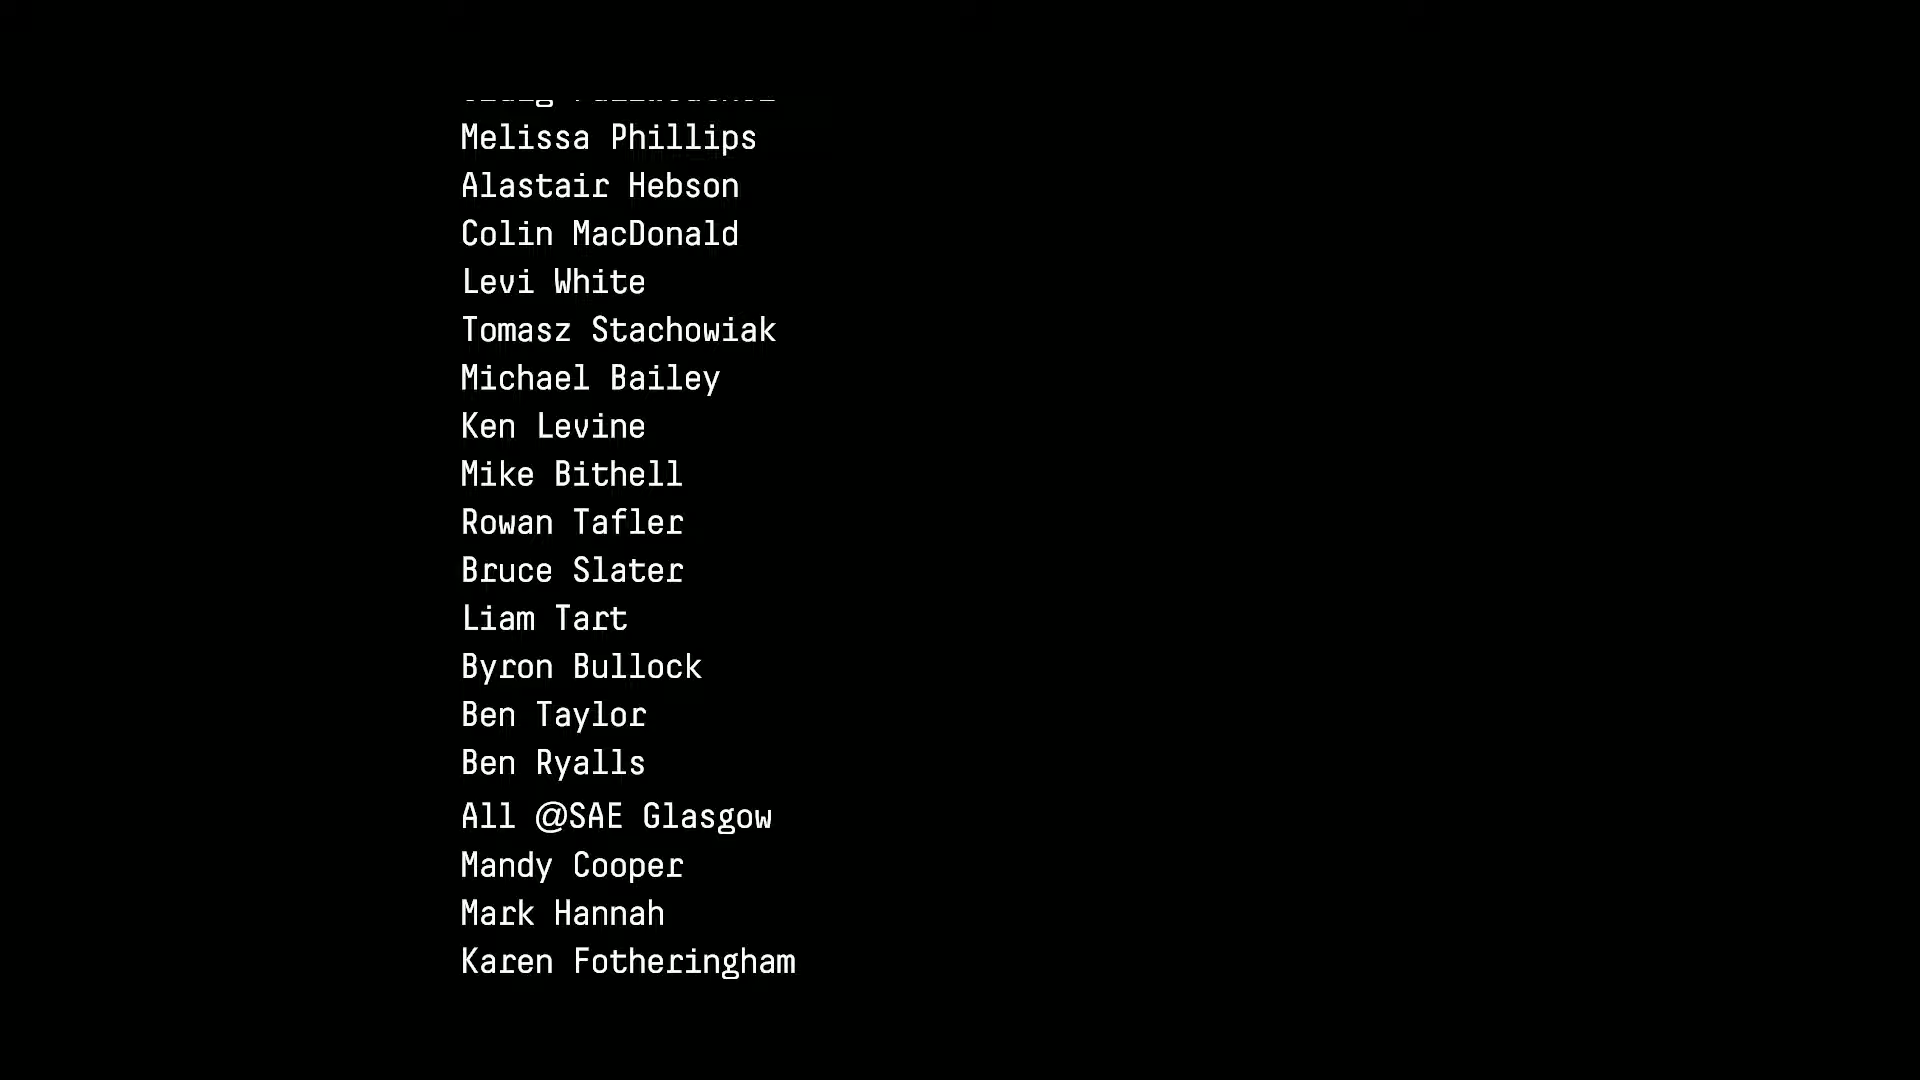 Melissa Phillips
Alastair Hebson
Colin MacDonald
Levi White
Tomasz Stachowiak
Michael Bailey
Ken Levine
Mike Bithell
Rowan Tafler
Bruce Slater
Liam Tart
Byron Bullock
Ben Taylor
Ben Ryalls
All @SAE Glasgow
Mandy Cooper
Mark Hannah
Karen Fotheringham